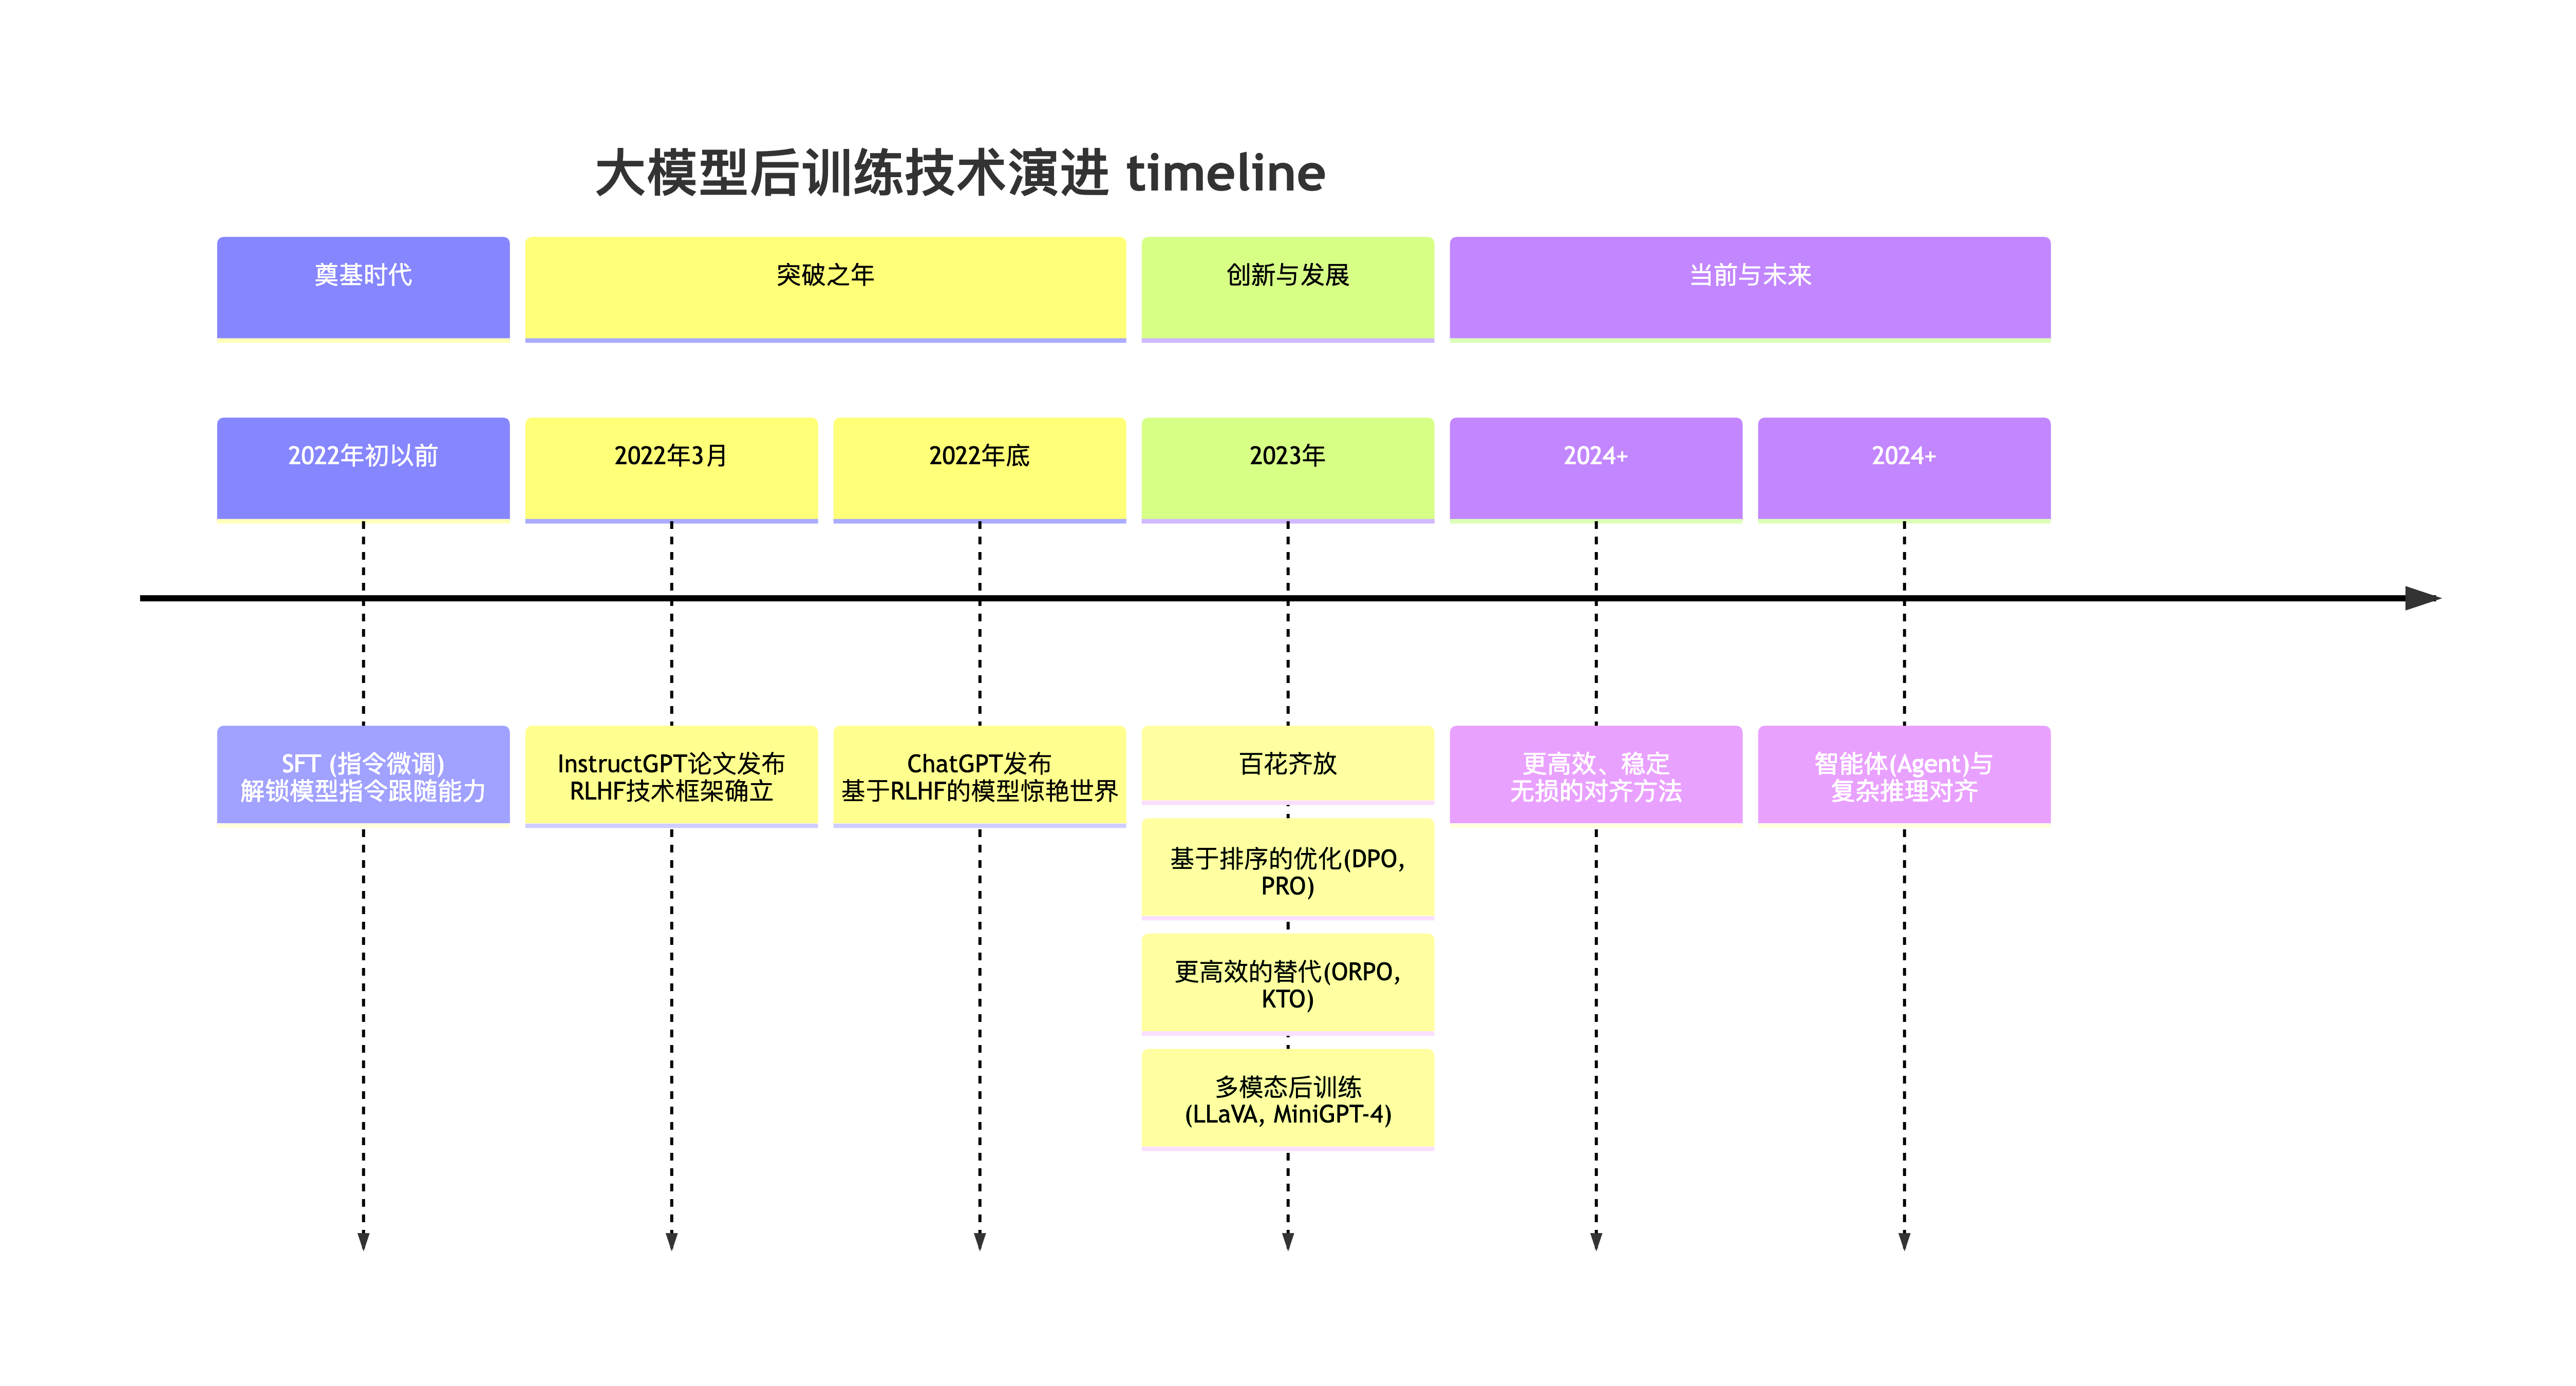 大模型后训练技术演进 timeline
奠基时代
突破之年
创新与发展
当前与未来
2022年初以前
2022年3月
2022年底
2023年
2024+
2024+
SFT (指令微调)
解锁模型指令跟随能力
InstructGPT论文发布
RLHF技术框架确立
ChatGPT发布
基于RLHF的模型惊艳世界
百花齐放
基于排序的优化(DPO,
PRO)
更高效的替代(ORPO,
KTO)
多模态后训练
(LLaVA, MiniGPT-4)
更高效、稳定
无损的对齐方法
智能体(Agent)与
复杂推理对齐